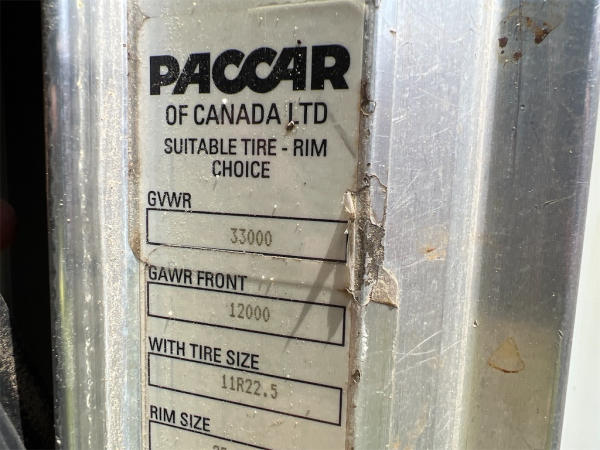 PACCAR
OF CANADA LTD
SUITABLE TIRE - RIM
CHOICE
GVWR
33000
GAWR FRONT
12000
WITH TIRE SIZE
11R22.5
RIM SIZE